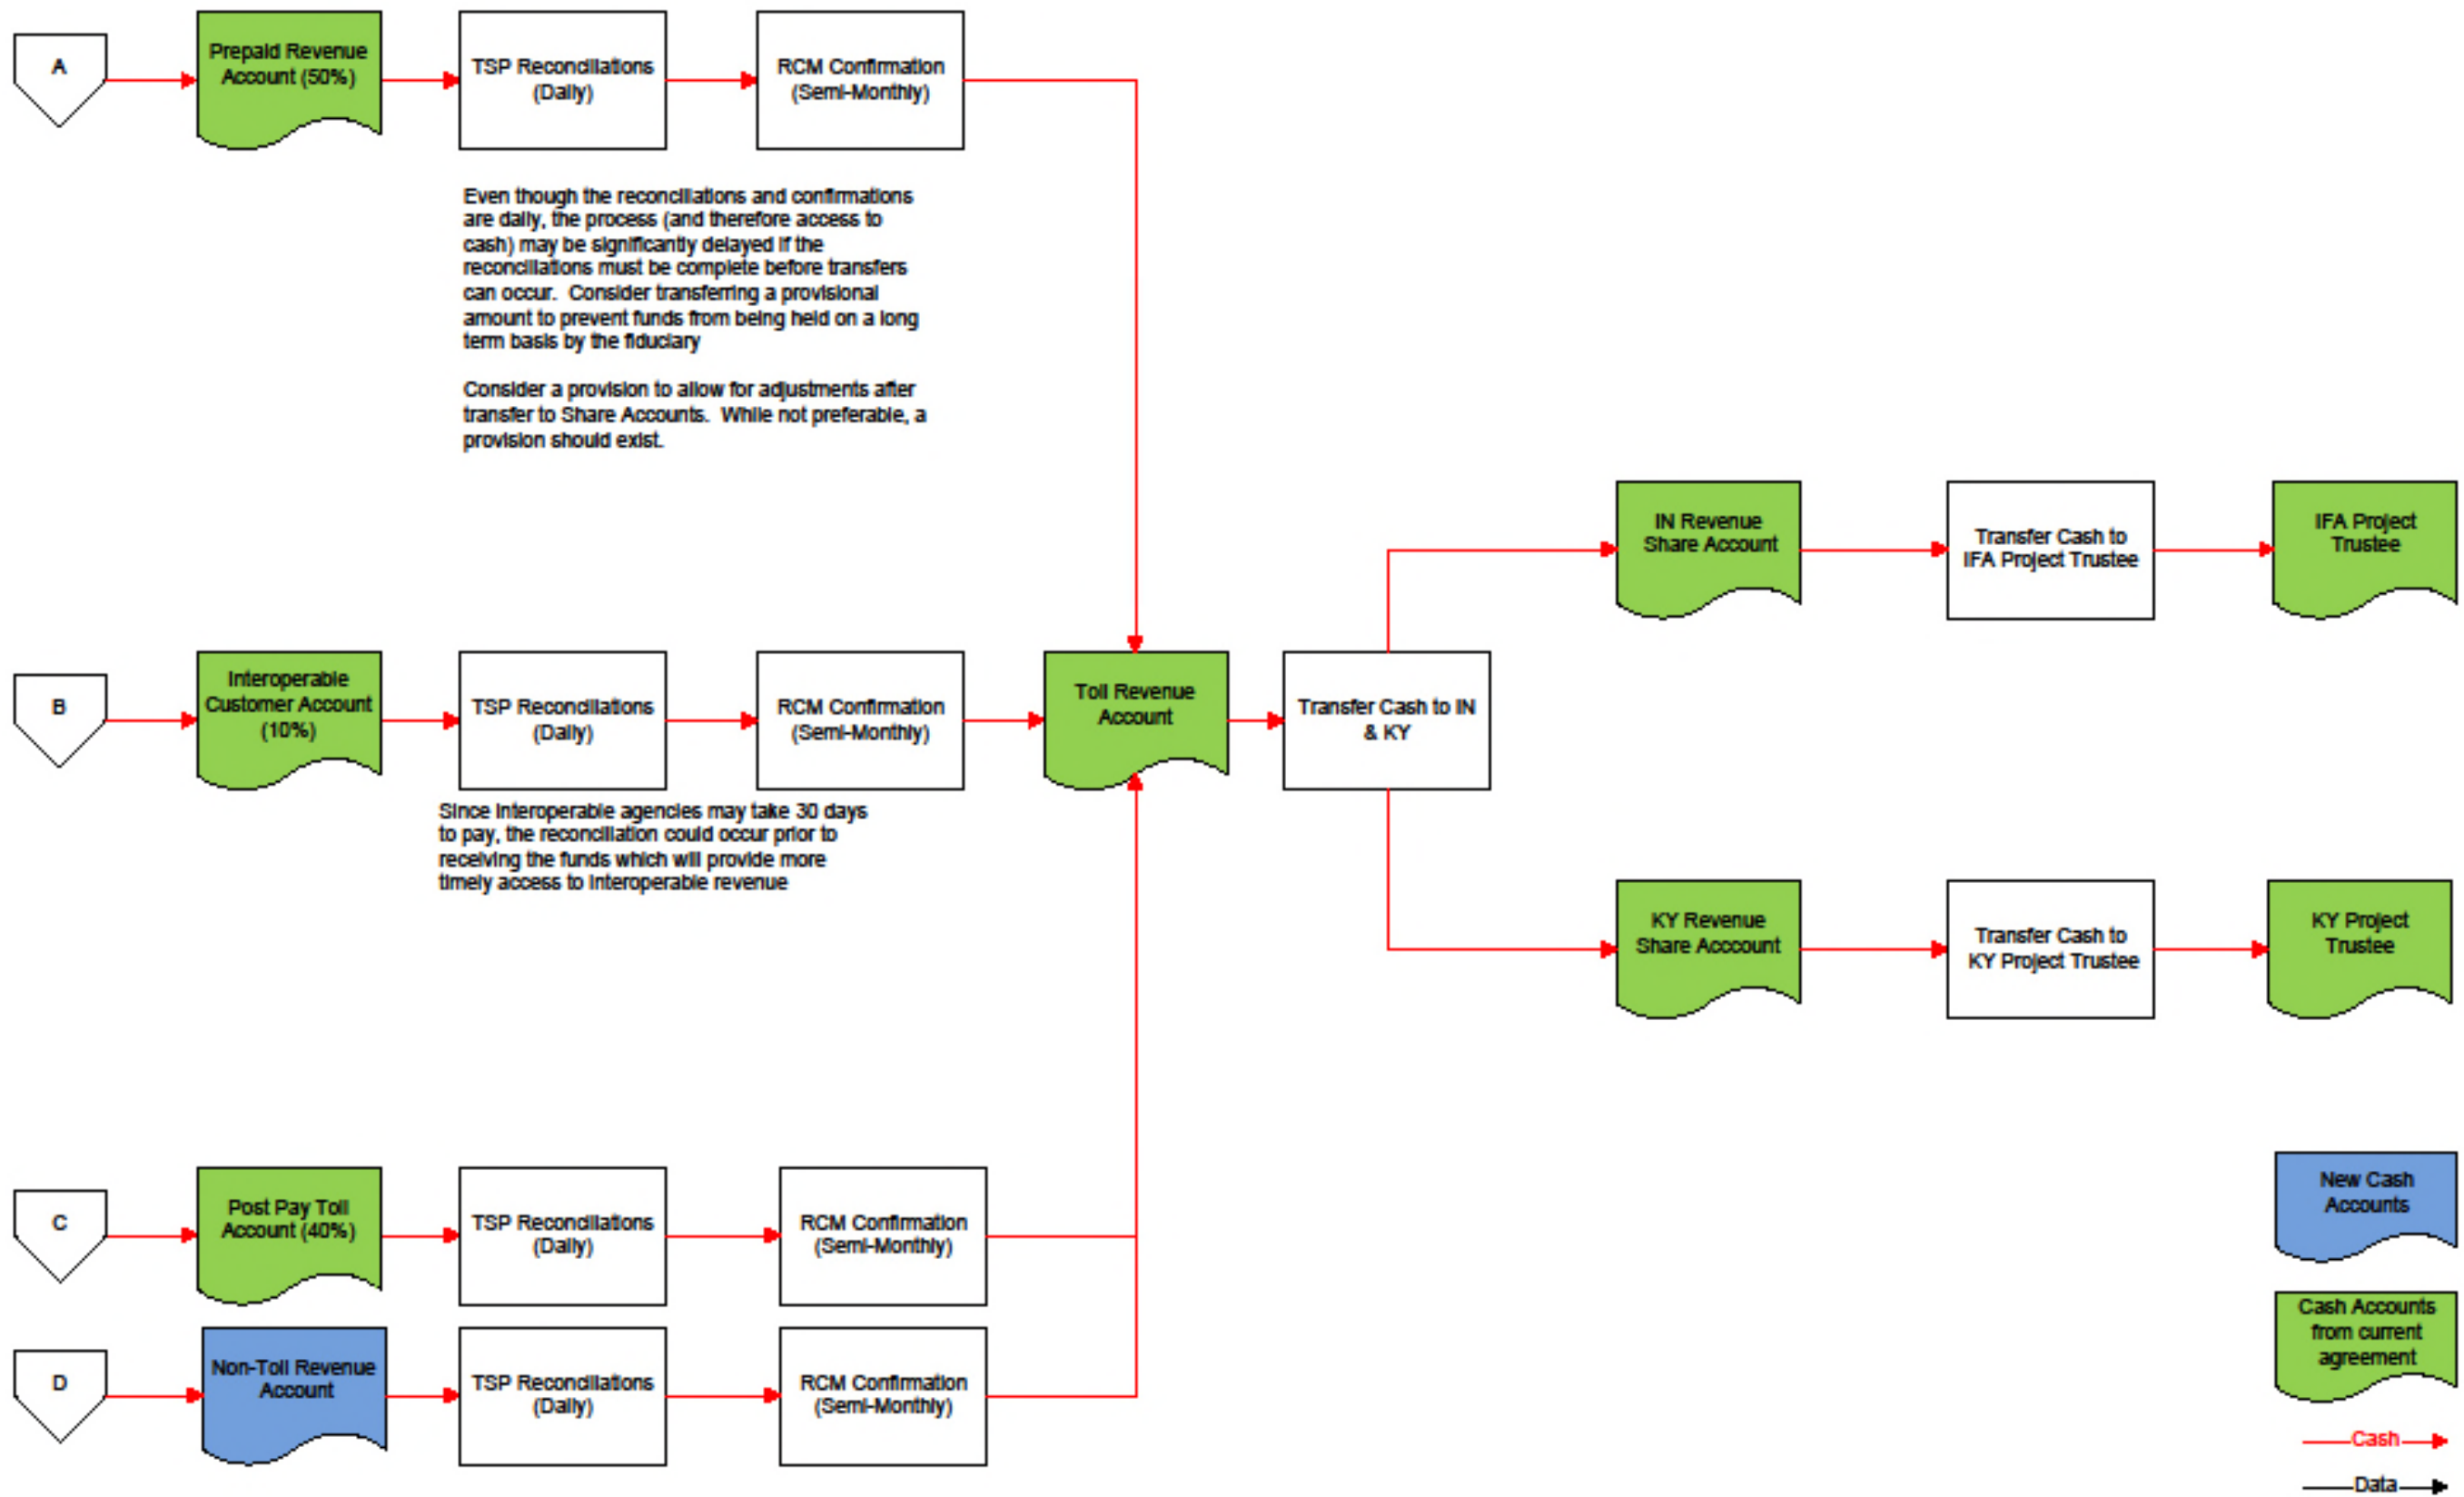 A
Prepaid Revenue
Account (50%)
TSP Reconciliations
(Daily)
RCM Confirmation
(Semi-Monthly)
Even though the reconciliations and confirmations
are daily, the process (and therefore access to
cash) may be significantly delayed if the
reconciliations must be complete before transfers
can occur.  Consider transferring a provisional
amount to prevent funds from being held on a long
term basis by the fiduciary
Consider a provision to allow for adjustments after
transfer to Share Accounts.  While not preferable, a
provision should exist.
IN Revenue
Share Account
Transfer Cash to
IFA Project Trustee
IFA Project
Trustee
B
Interoperable
Customer Account
(10%)
TSP Reconciliations
(Daily)
RCM Confirmation
(Semi-Monthly)
Toll Revenue
Account
Transfer Cash to IN
& KY
Since interoperable agencies may take 30 days
to pay, the reconciliation could occur prior to
receiving the funds which will provide more
timely access to interoperable revenue
KY Revenue
Share Acccount
Transfer Cash to
KY Project Trustee
KY Project
Trustee
C
Post Pay Toll
Account (40%)
TSP Reconciliations
(Daily)
RCM Confirmation
(Semi-Monthly)
New Cash
Accounts
D
Non-Toll Revenue
Account
TSP Reconciliations
(Daily)
RCM Confirmation
(Semi-Monthly)
Cash Accounts
from current
agreement
Cash
Data